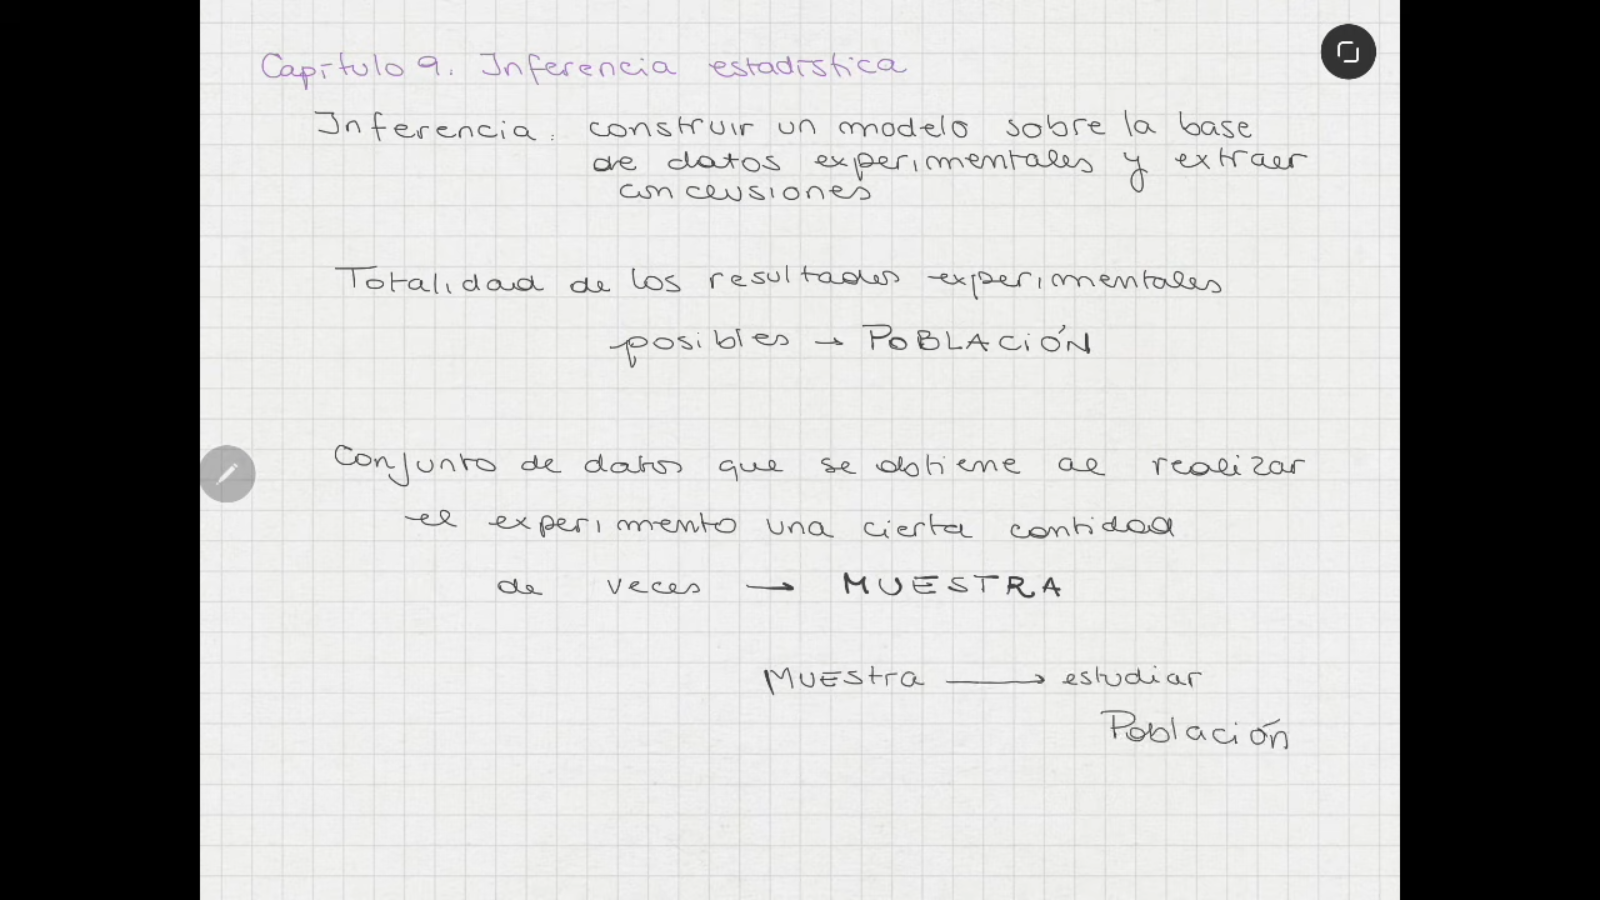 Capítulo 9. Inferencia estadística
Inferencia: construir un modelo sobre la base
de datos experimentales y extraer
conclusiones
Totalidad de los resultados experimentales
posibles → POBLACIÓN
Conjunto de datos que se obtiene al realizar
el experimento una cierta cantidad
de veces → MUESTRA
MUEStra → estudiar
Población